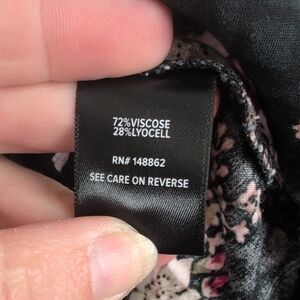 72%VISCOSE
28%LYOCELL
RN# 148862
SEE CARE ON REVERSE